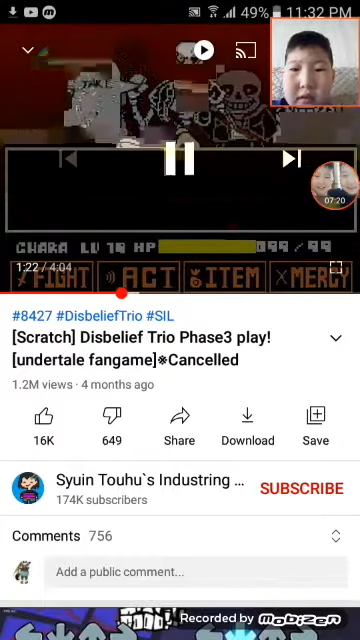 49% 11:32 PM
07:20
CHARA LV 19 HP 099 / 99
1:22 / 4:04
FIGHT ACT ITEM MERCY
#8427 #DisbeliefTrio #SIL
[Scratch] Disbelief Trio Phase3 play!
[undertale fangame]※Cancelled
1.2M views · 4 months ago
16K 649 Share Download Save
Syuin Touhu`s Industring ...
174K subscribers
SUBSCRIBE
Comments 756
Add a public comment...
Recorded by MOBIZEN